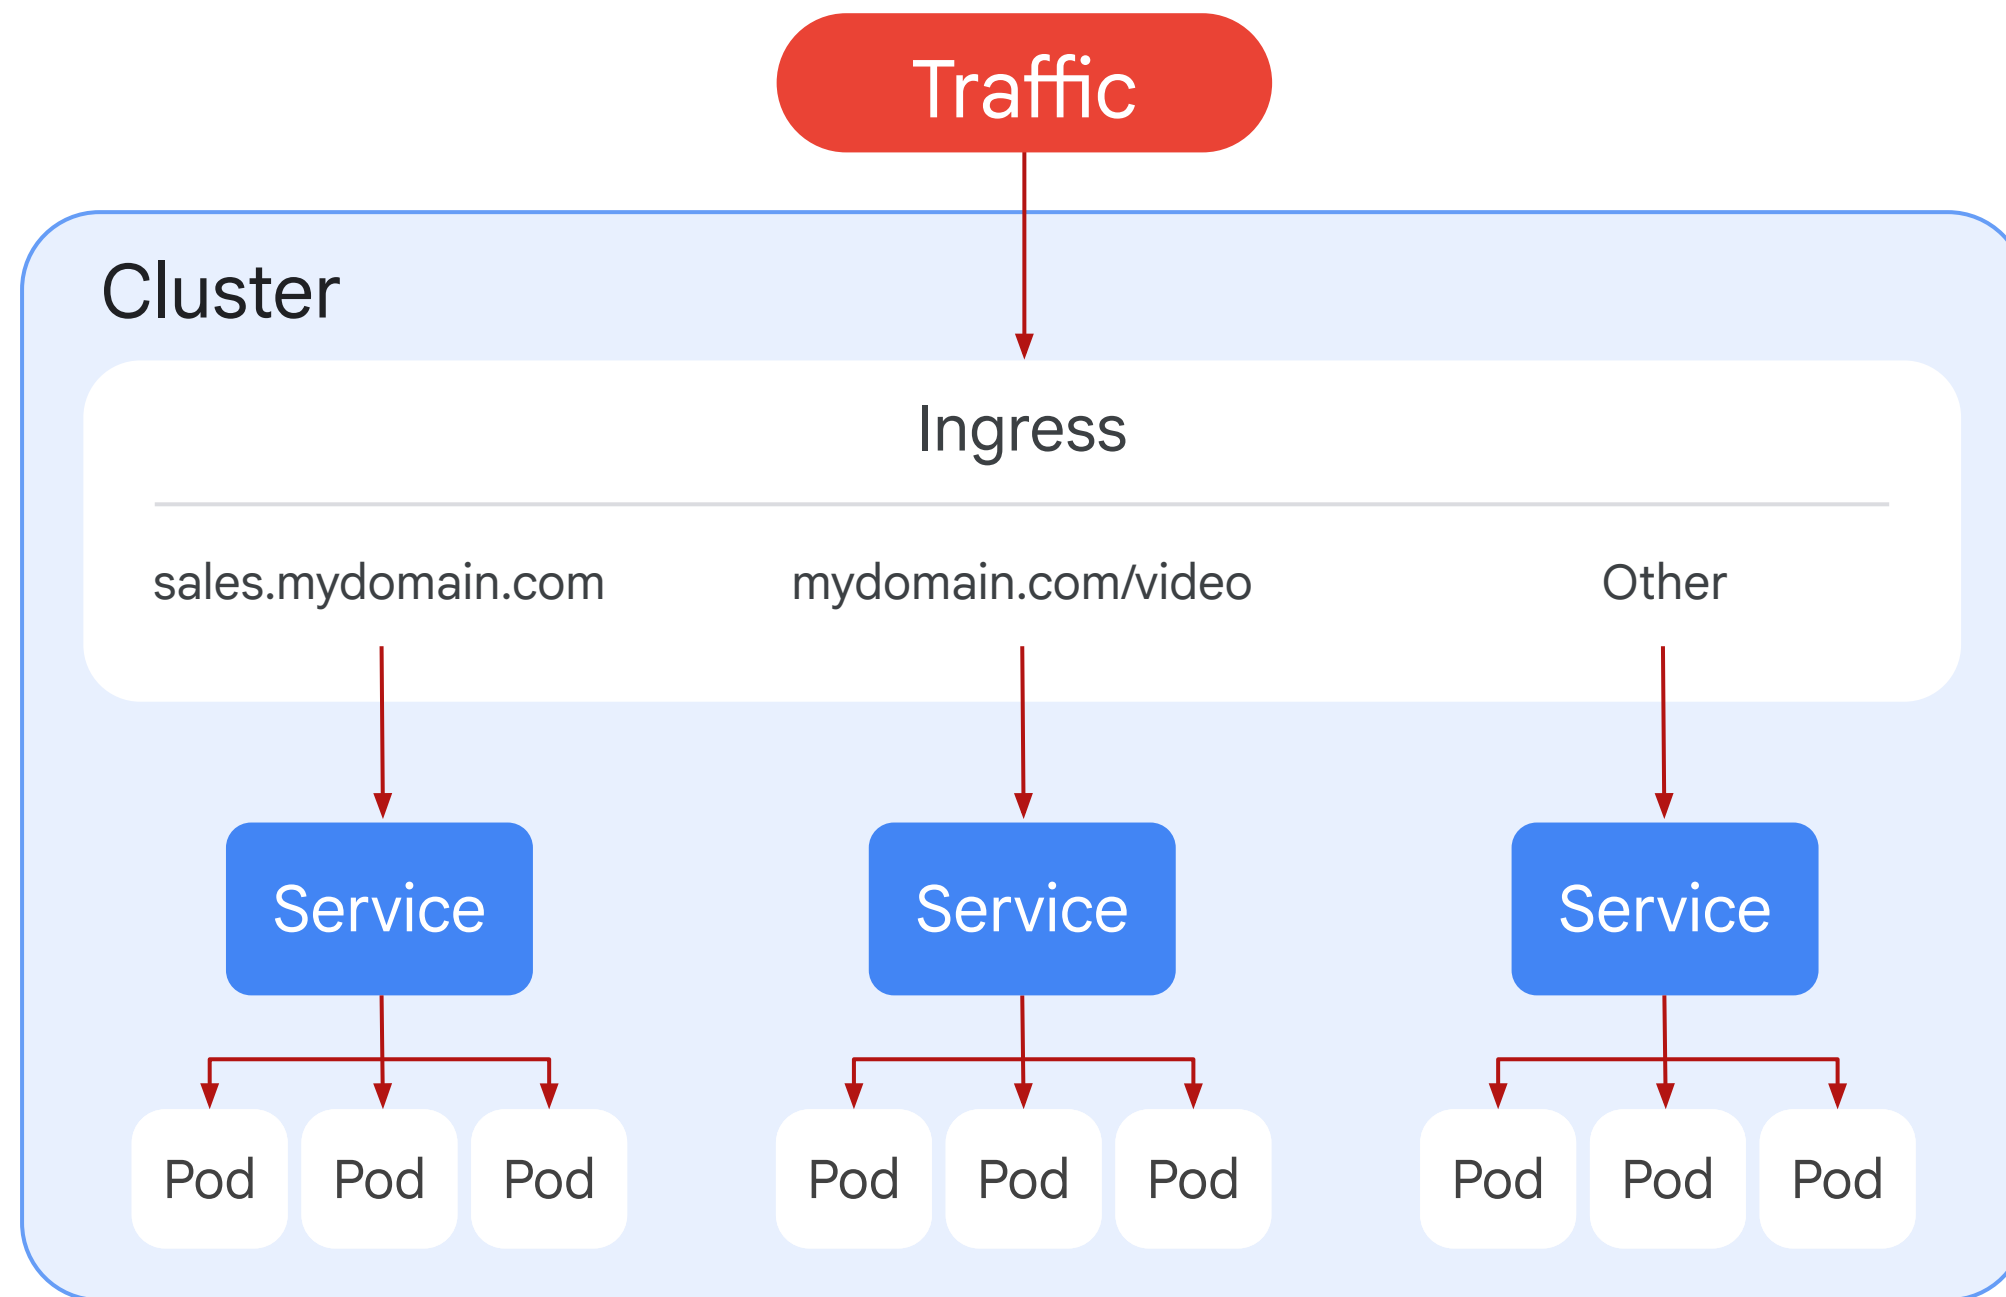 Traffic
Cluster
Ingress
sales.mydomain.com
mydomain.com/video
Other
Service
Service
Service
Pod
Pod
Pod
Pod
Pod
Pod
Pod
Pod
Pod